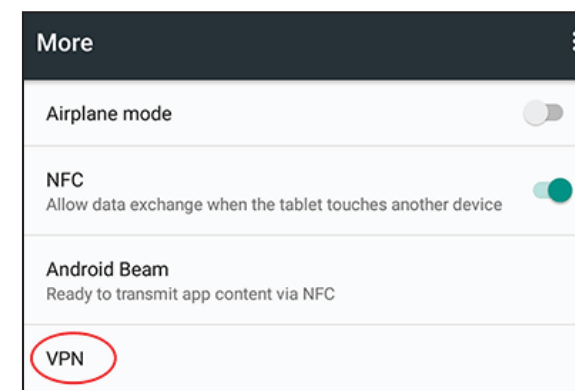 More
Airplane mode
NFC
Allow data exchange when the tablet touches another device
Android Beam
Ready to transmit app content via NFC
VPN